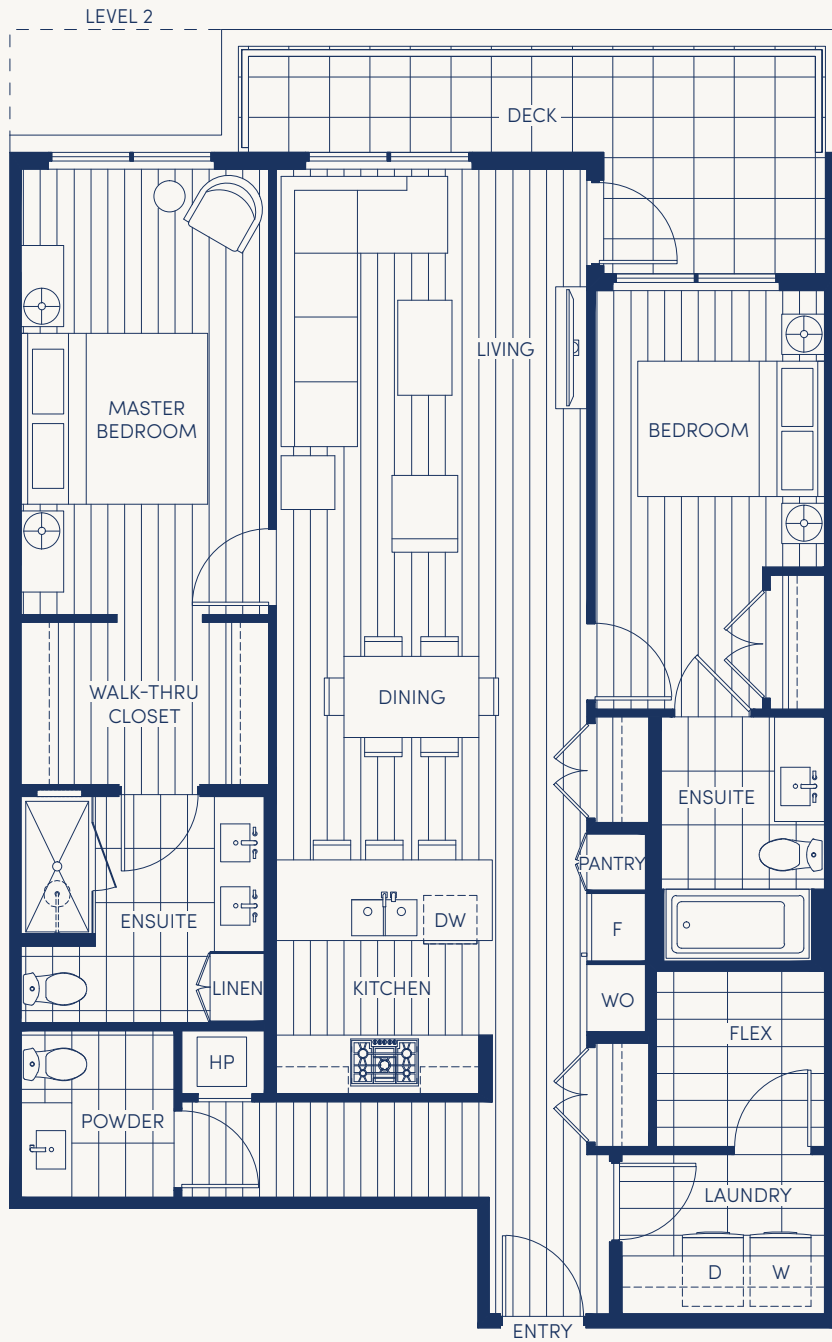 LEVEL 2
DECK
LIVING
MASTER
BEDROOM
BEDROOM
WALK-THRU
CLOSET
DINING
ENSUITE
PANTRY
ENSUITE
DW
F
LINEN
KITCHEN
WO
FLEX
HP
POWDER
LAUNDRY
D
W
ENTRY